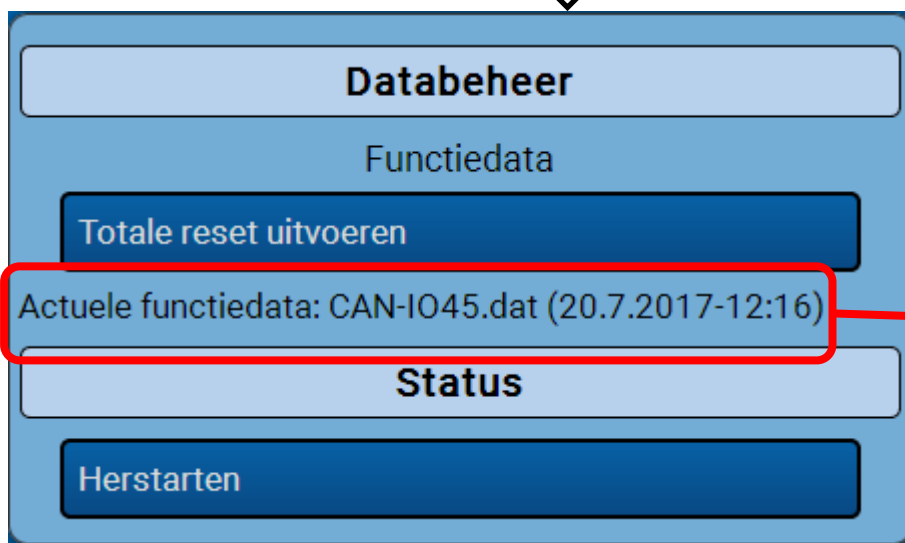 Databeheer
Functiedata
Totale reset uitvoeren
Actuele functiedata: CAN-IO45.dat (20.7.2017-12:16)
Status
Herstarten